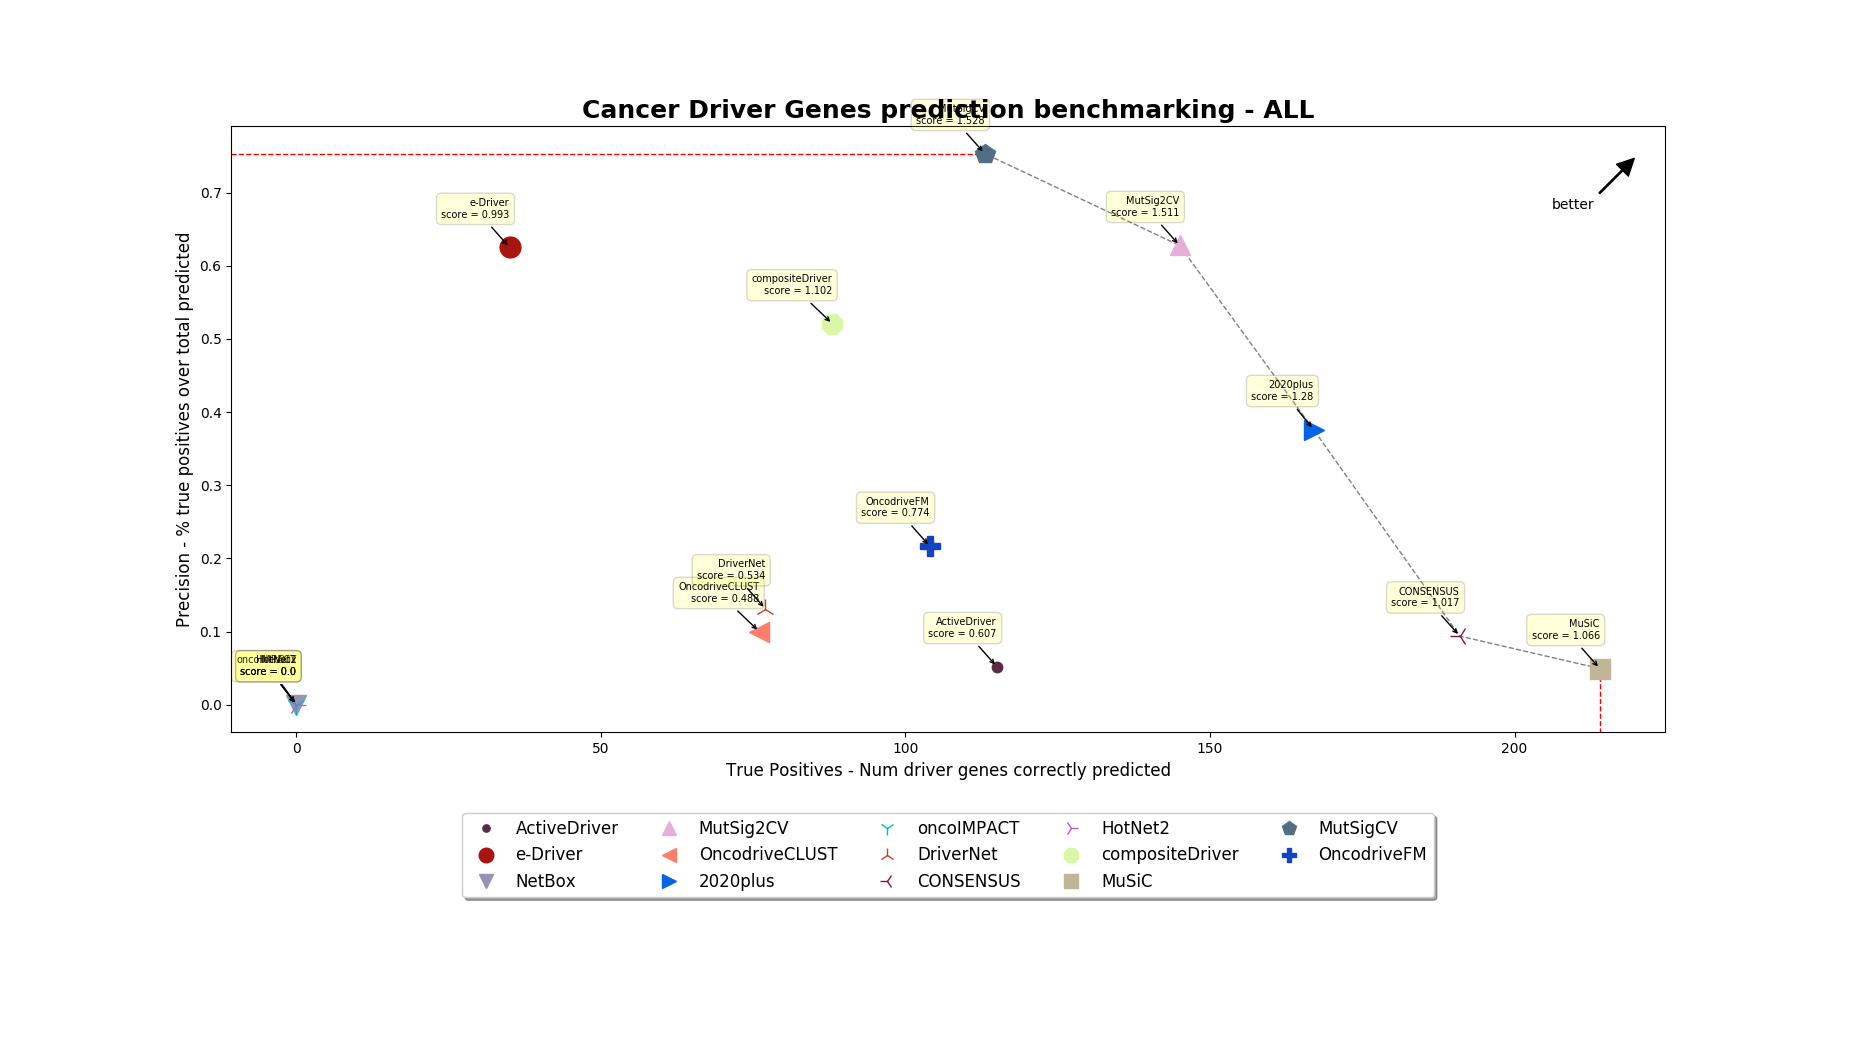 Cancer Driver Genes prediction benchmarking - ALL
score = 1.528
e-Driver
score = 0.993
MutSig2CV
score = 1.511
better
compositeDriver
score = 1.102
2020plus
score = 1.28
OncodriveFM
score = 0.774
DriverNet
score = 0.534
OncodriveCLUST
score = 0.488
ActiveDriver
score = 0.607
CONSENSUS
score = 1.017
MuSiC
score = 1.066
score = 0.0
Precision - % true positives over total predicted
0.7
0.6
0.5
0.4
0.3
0.2
0.1
0.0
0
50
100
150
200
True Positives - Num driver genes correctly predicted
ActiveDriver
e-Driver
NetBox
MutSig2CV
OncodriveCLUST
2020plus
oncoIMPACT
DriverNet
CONSENSUS
HotNet2
compositeDriver
MuSiC
MutSigCV
OncodriveFM